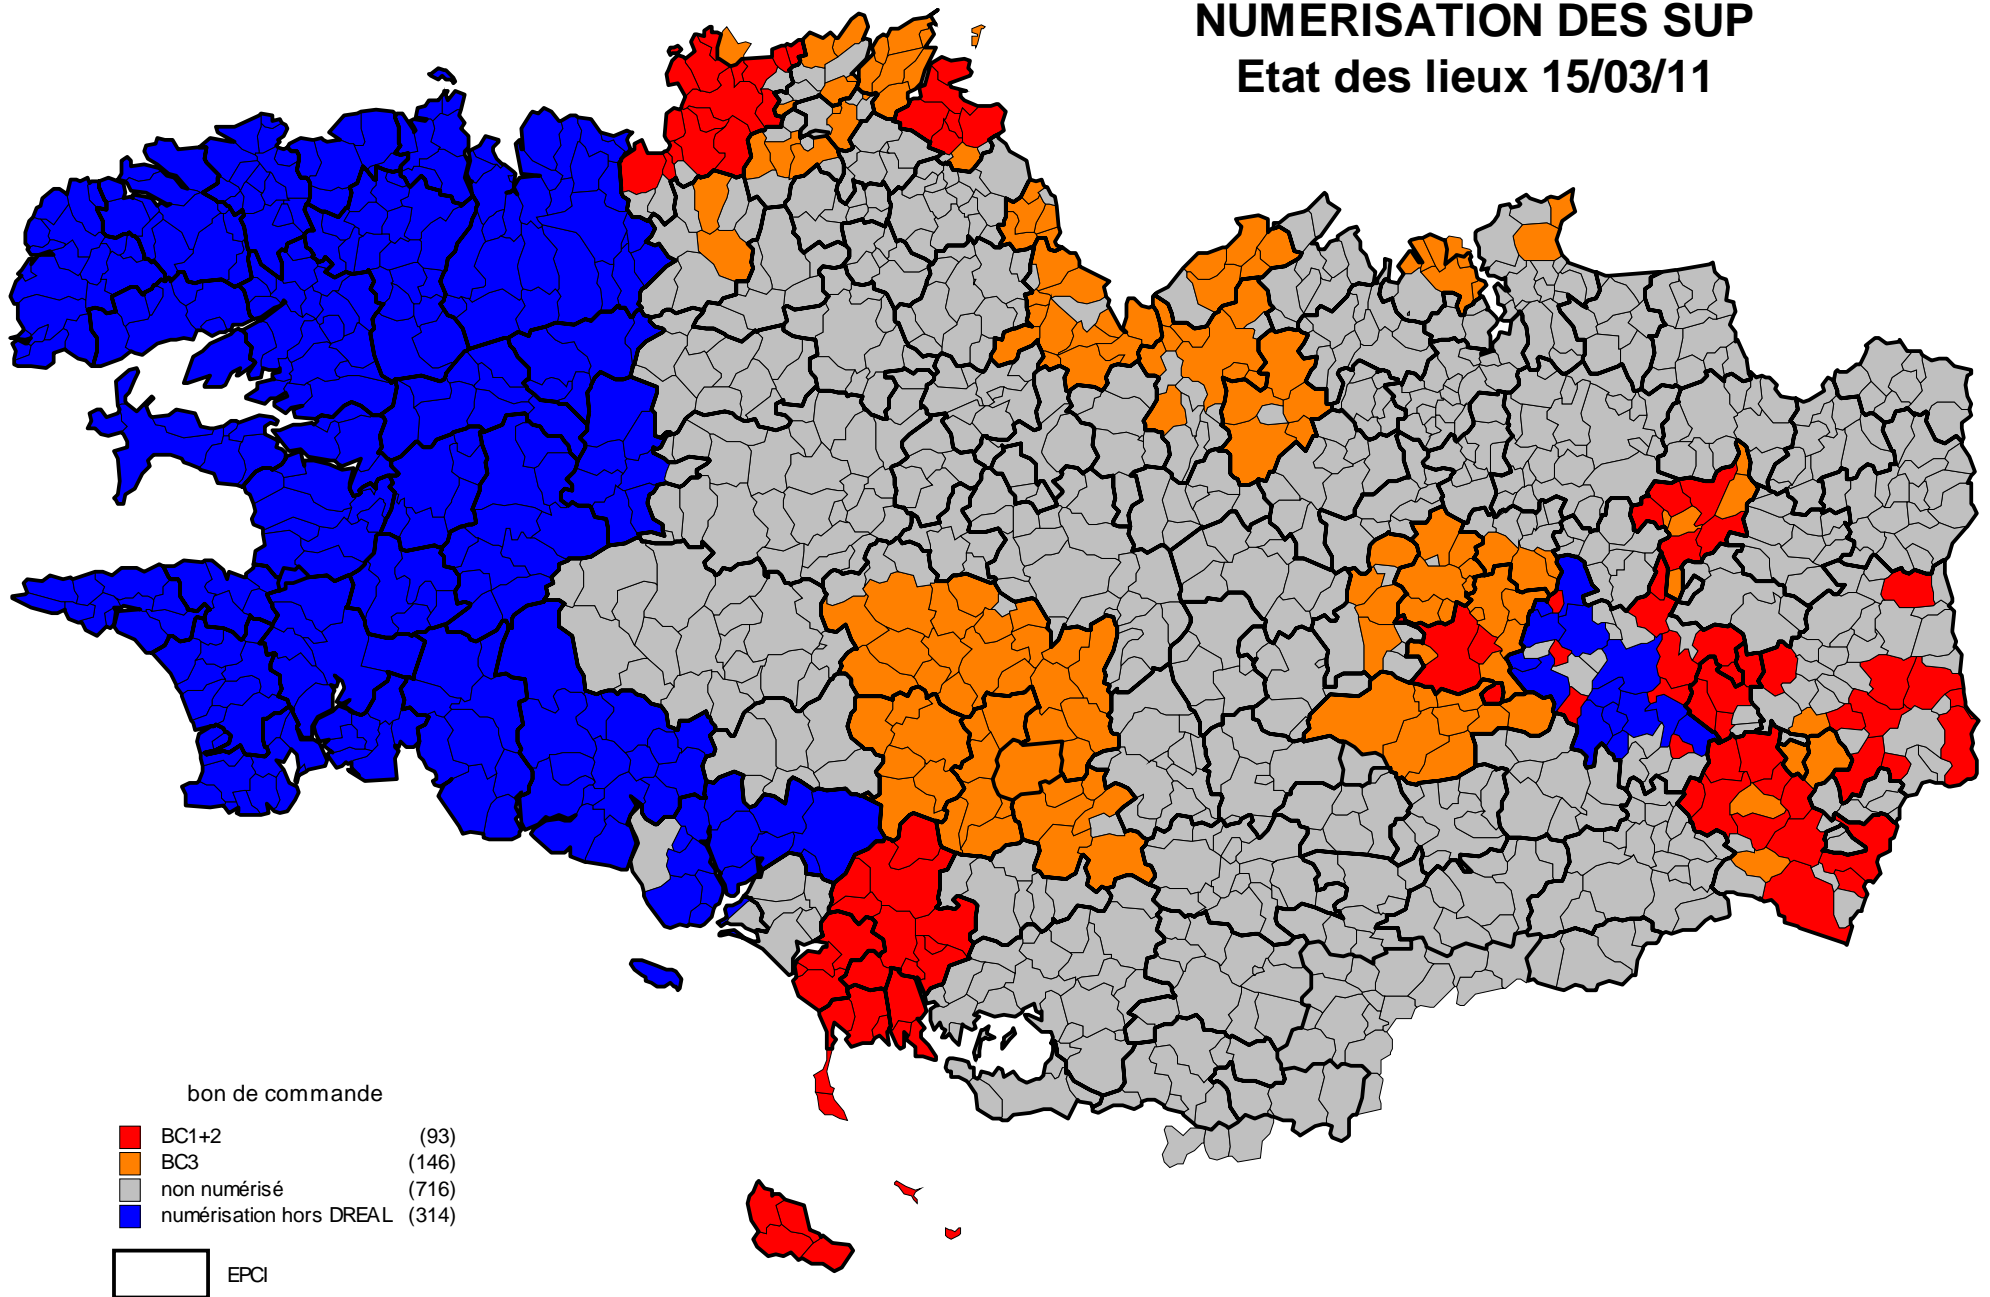 NUMERISATION DES SUP
Etat des lieux 15/03/11
bon de commande
BC1+2 (93)
BC3 (146)
non numérisé (716)
numérisation hors DREAL (314)
EPCI